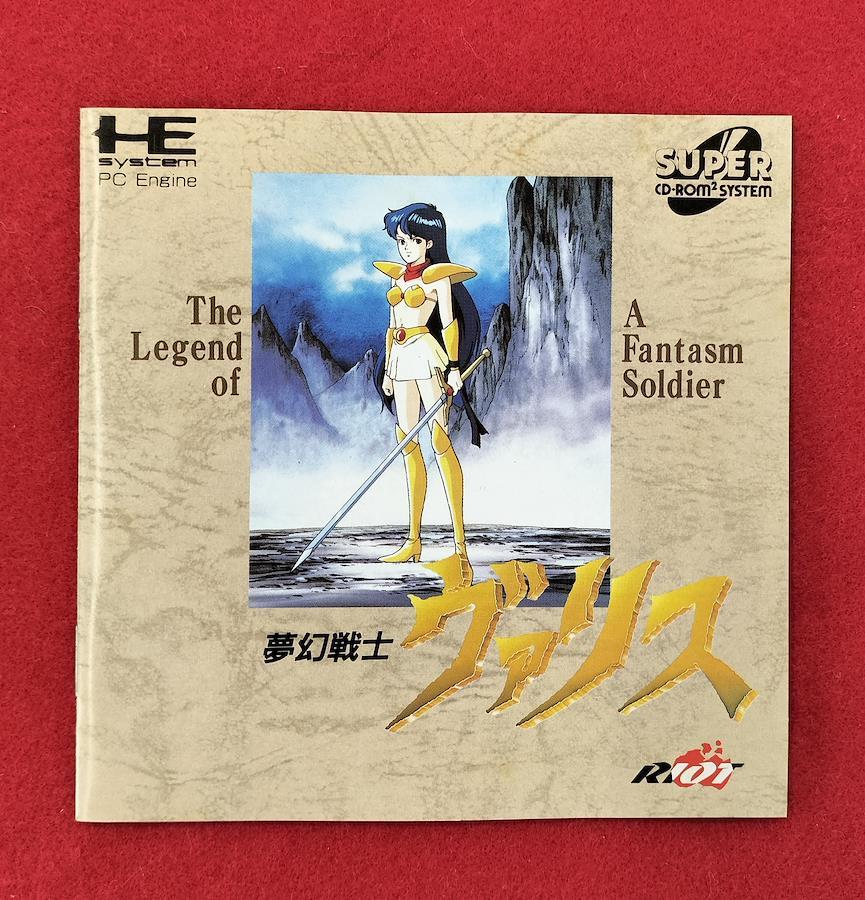 HE
system
PC Engine
SUPER
CD-ROM² SYSTEM
The
Legend
of
A
Fantasm
Soldier
夢幻戦士
ヴァリス
RIOT